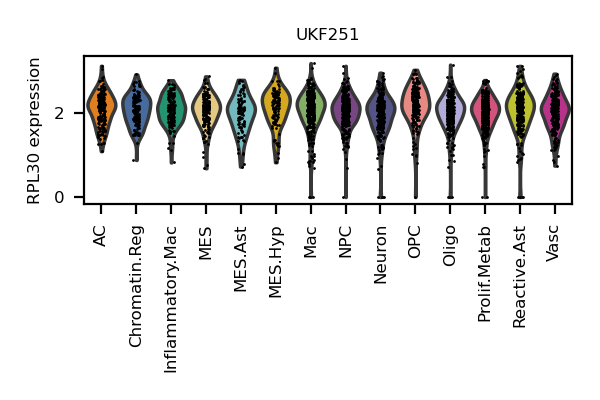 UKF251
RPL30 expression
2
0
AC
Chromatin.Reg
Inflammatory.Mac
MES
MES.Ast
MES.Hyp
Mac
NPC
Neuron
OPC
Oligo
Prolif.Metab
Reactive.Ast
Vasc